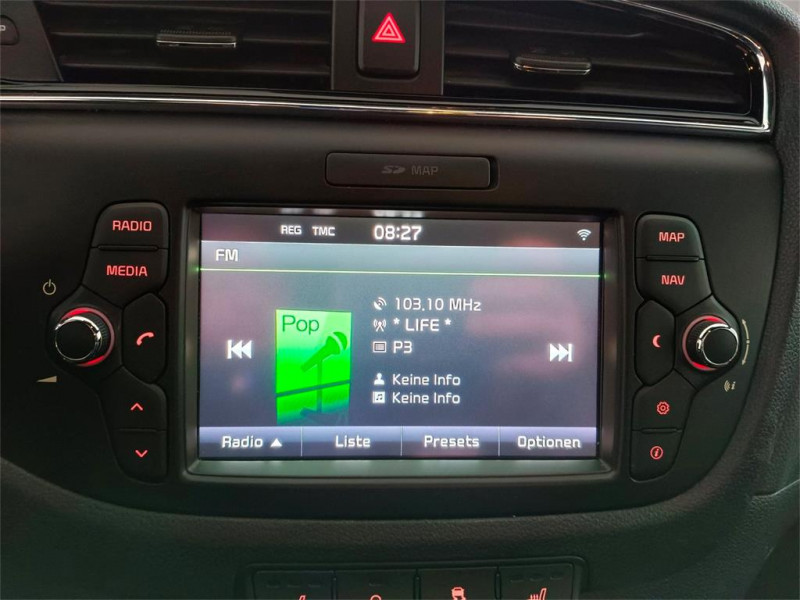 SD MAP
RADIO
MEDIA
REG TMC 08:27
FM
Pop
103,10 MHz
* LIFE *
P3
Keine Info
Keine Info
Radio ▲ Liste Presets Optionen
MAP
NAV